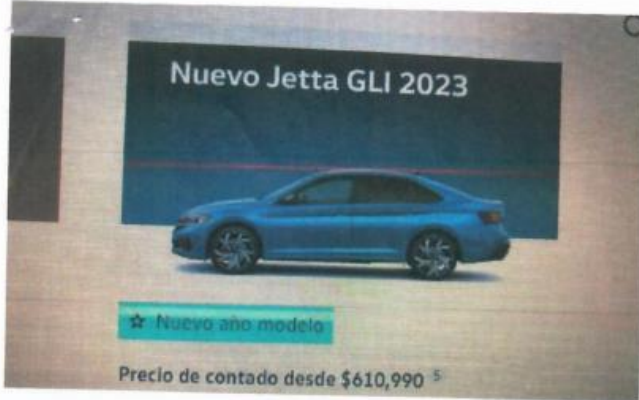 Nuevo Jetta GLI 2023
☆ Nuevo año modelo
Precio de contado desde $610,990 ⁵